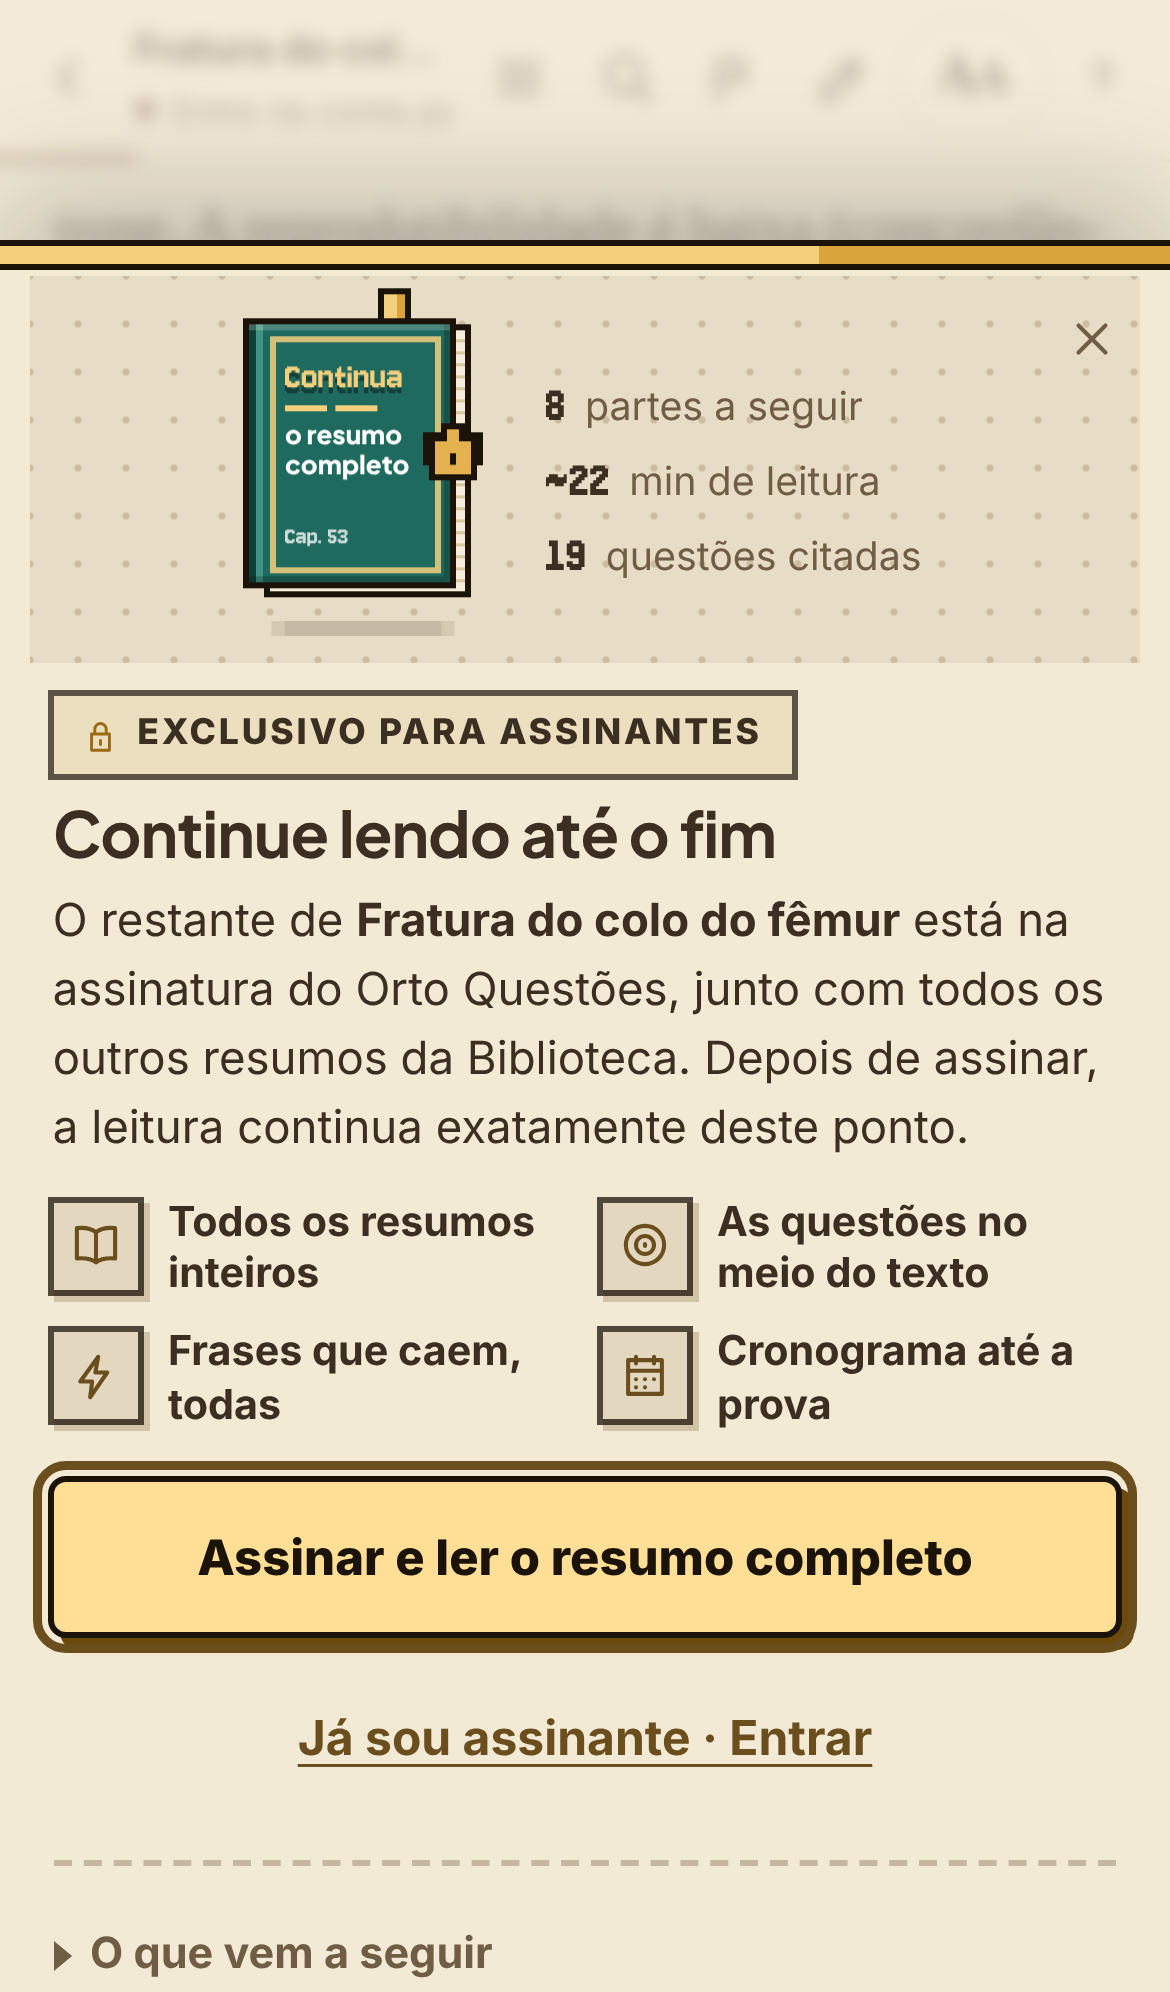 Fratura do col...
Continua
o resumo
completo
Cap. 53
8 partes a seguir
~22 min de leitura
19 questões citadas
EXCLUSIVO PARA ASSINANTES
Continue lendo até o fim
O restante de Fratura do colo do fêmur está na
assinatura do Orto Questões, junto com todos os
outros resumos da Biblioteca. Depois de assinar,
a leitura continua exatamente deste ponto.
Todos os resumos
inteiros
As questões no
meio do texto
Frases que caem,
todas
Cronograma até a
prova
Assinar e ler o resumo completo
Já sou assinante · Entrar
O que vem a seguir